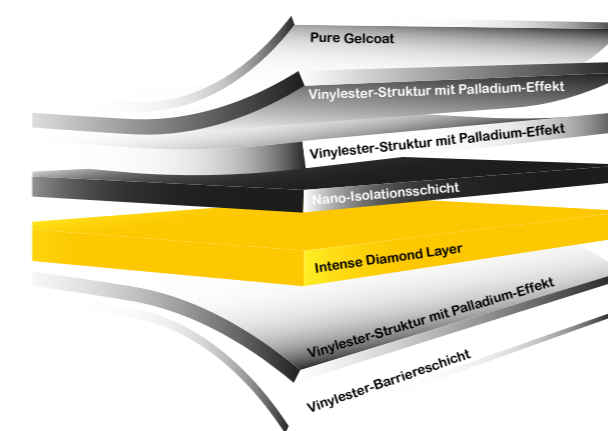 Pure Gelcoat
Vinylester-Struktur mit Palladium-Effekt
Vinylester-Struktur mit Palladium-Effekt
Nano-Isolationsschicht
Intense Diamond Layer
Vinylester-Struktur mit Palladium-Effekt
Vinylester-Barriereschicht